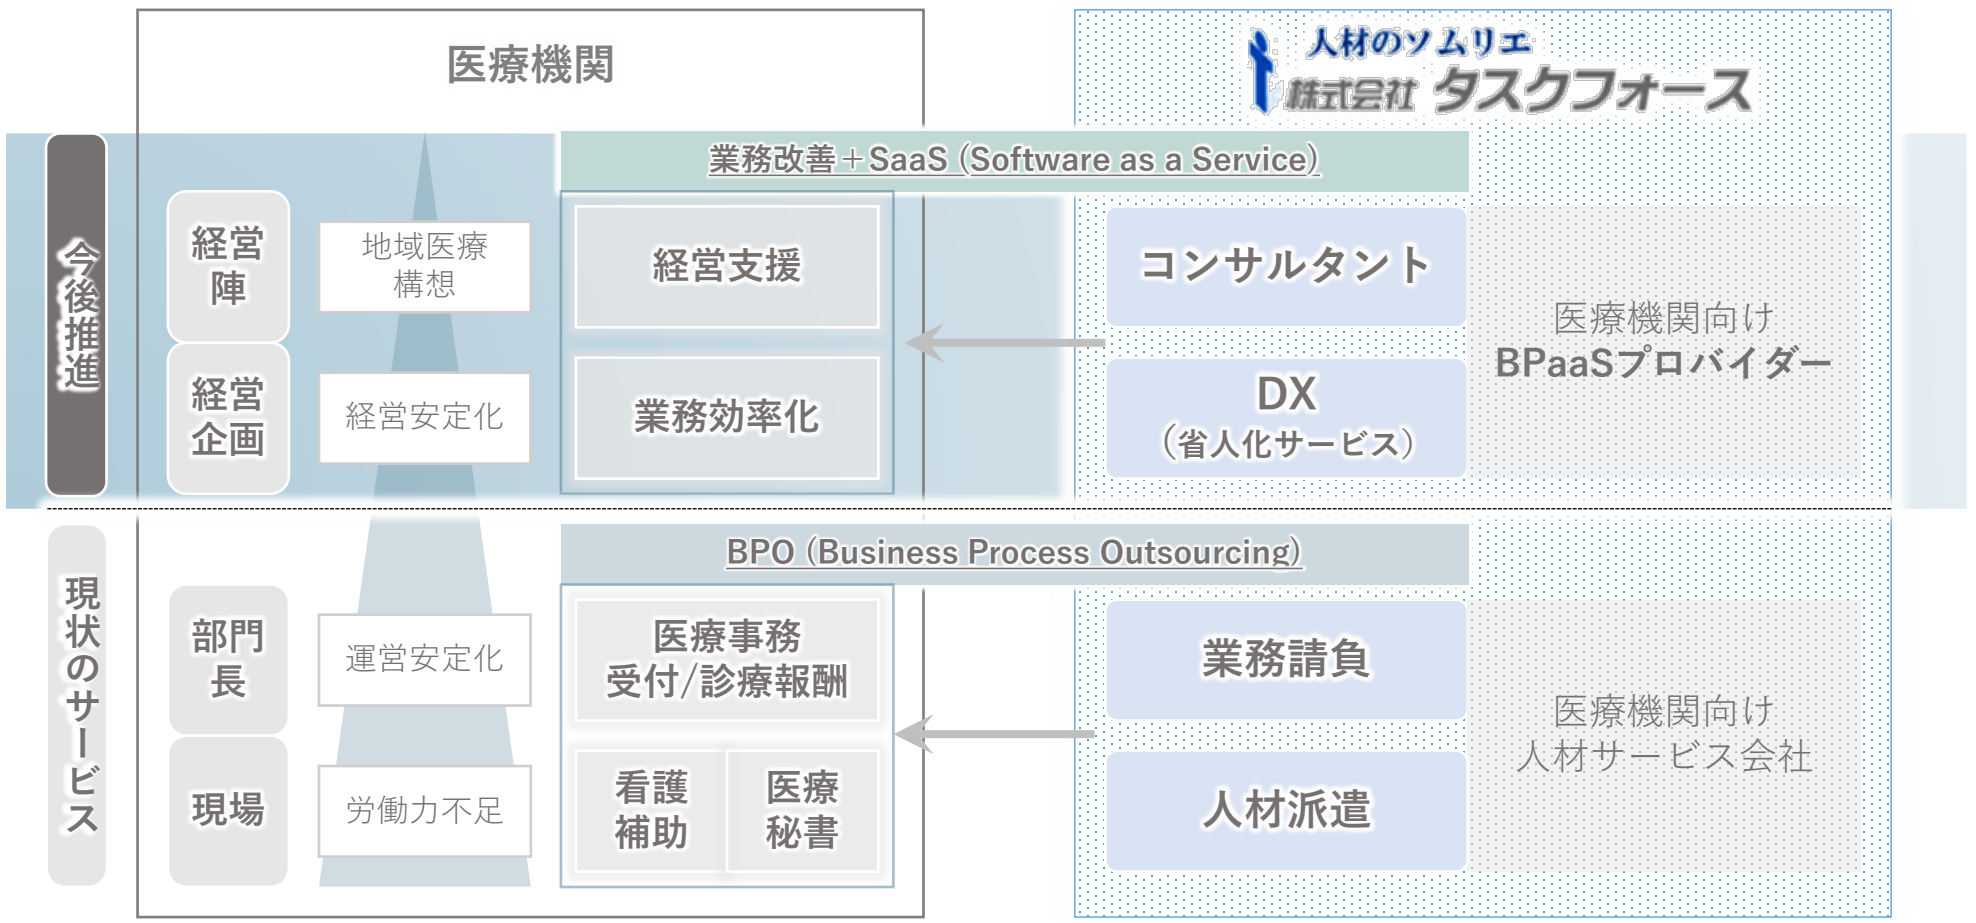 医療機関
人材のソムリエ
株式会社 タスクフォース
今後推進
業務改善＋SaaS (Software as a Service)
経営
陣
地域医療
構想
経営支援
コンサルタント
経営
企画
経営安定化
業務効率化
DX
（省人化サービス）
医療機関向け
BPaaSプロバイダー
現状のサービス
BPO (Business Process Outsourcing)
部門
長
運営安定化
医療事務
受付/診療報酬
業務請負
現場
労働力不足
看護
補助
医療
秘書
人材派遣
医療機関向け
人材サービス会社